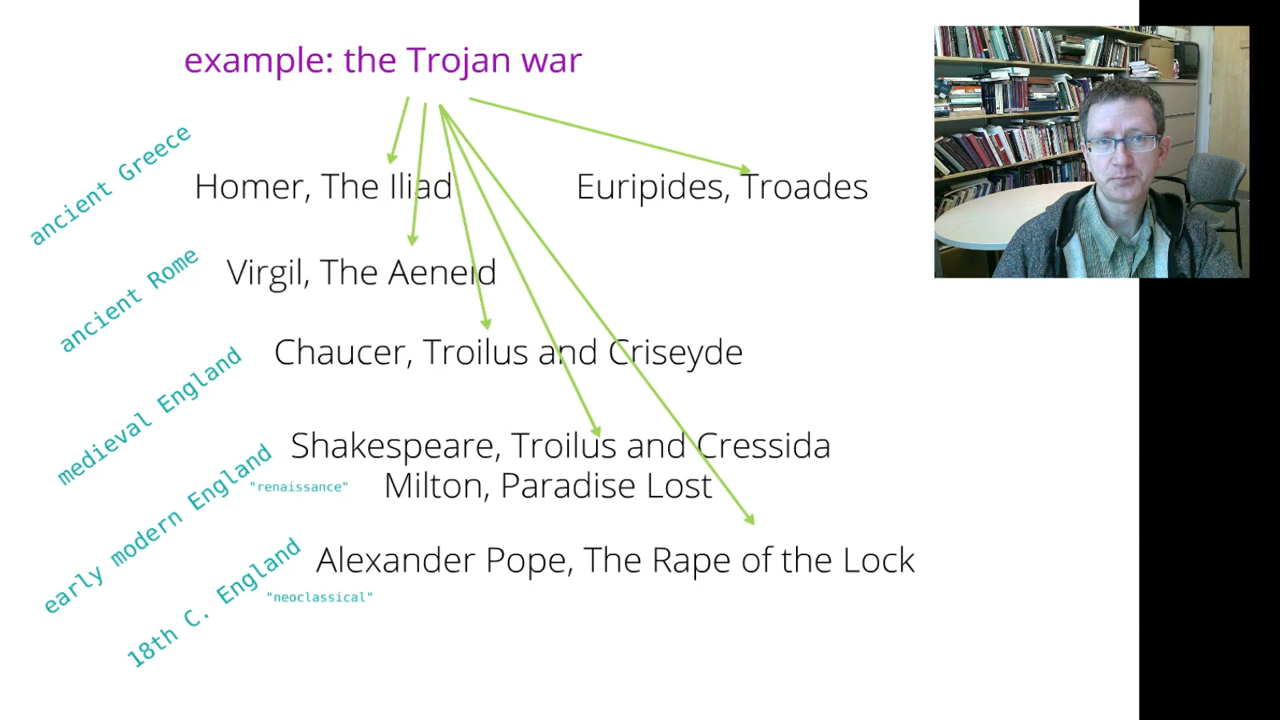 example: the Trojan war
ancient Greece
Homer, The Iliad
Euripides, Troades
ancient Rome
Virgil, The Aeneid
medieval England
Chaucer, Troilus and Criseyde
early modern England
"renaissance"
Shakespeare, Troilus and Cressida
Milton, Paradise Lost
18th C. England
"neoclassical"
Alexander Pope, The Rape of the Lock